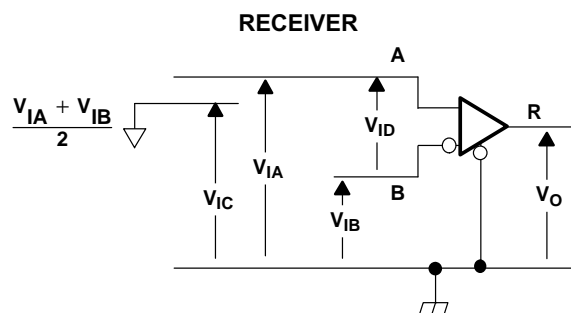 RECEIVER
A
V_IA + V_IB
2
R
V_ID
V_IA
V_IC
B
V_IB
V_O